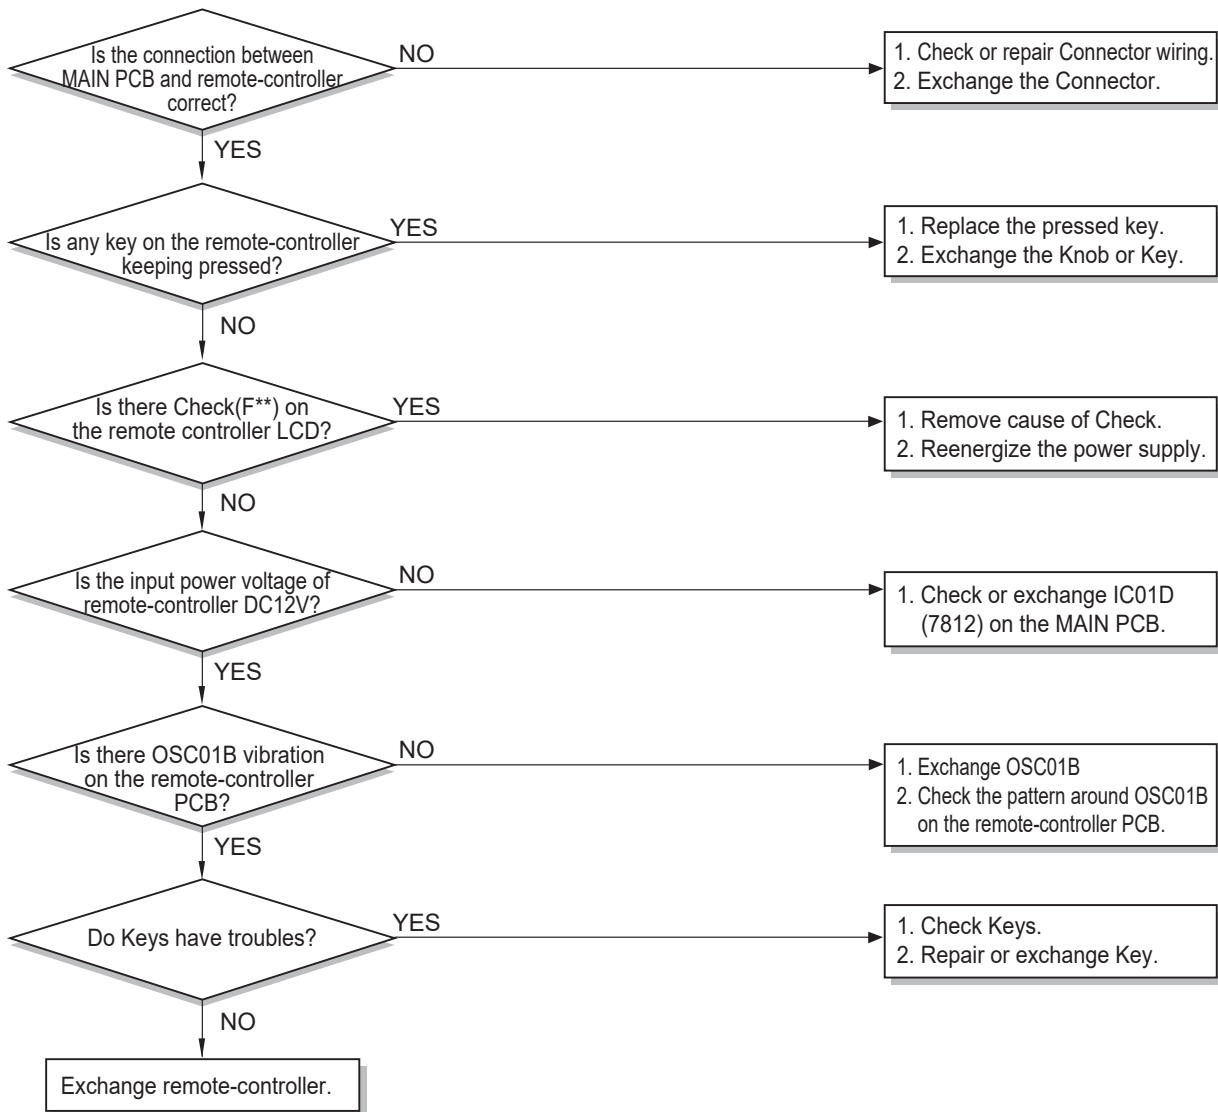 Is the connection between
MAIN PCB and remote-controller
correct?
NO
1. Check or repair Connector wiring.
2. Exchange the Connector.
YES
Is any key on the remote-controller
keeping pressed?
YES
1. Replace the pressed key.
2. Exchange the Knob or Key.
NO
Is there Check(F**) on
the remote controller LCD?
YES
1. Remove cause of Check.
2. Reenergize the power supply.
NO
Is the input power voltage of
remote-controller DC12V?
NO
1. Check or exchange IC01D
(7812) on the MAIN PCB.
YES
Is there OSC01B vibration
on the remote-controller
PCB?
NO
1. Exchange OSC01B
2. Check the pattern around OSC01B
on the remote-controller PCB.
YES
Do Keys have troubles?
YES
1. Check Keys.
2. Repair or exchange Key.
NO
Exchange remote-controller.